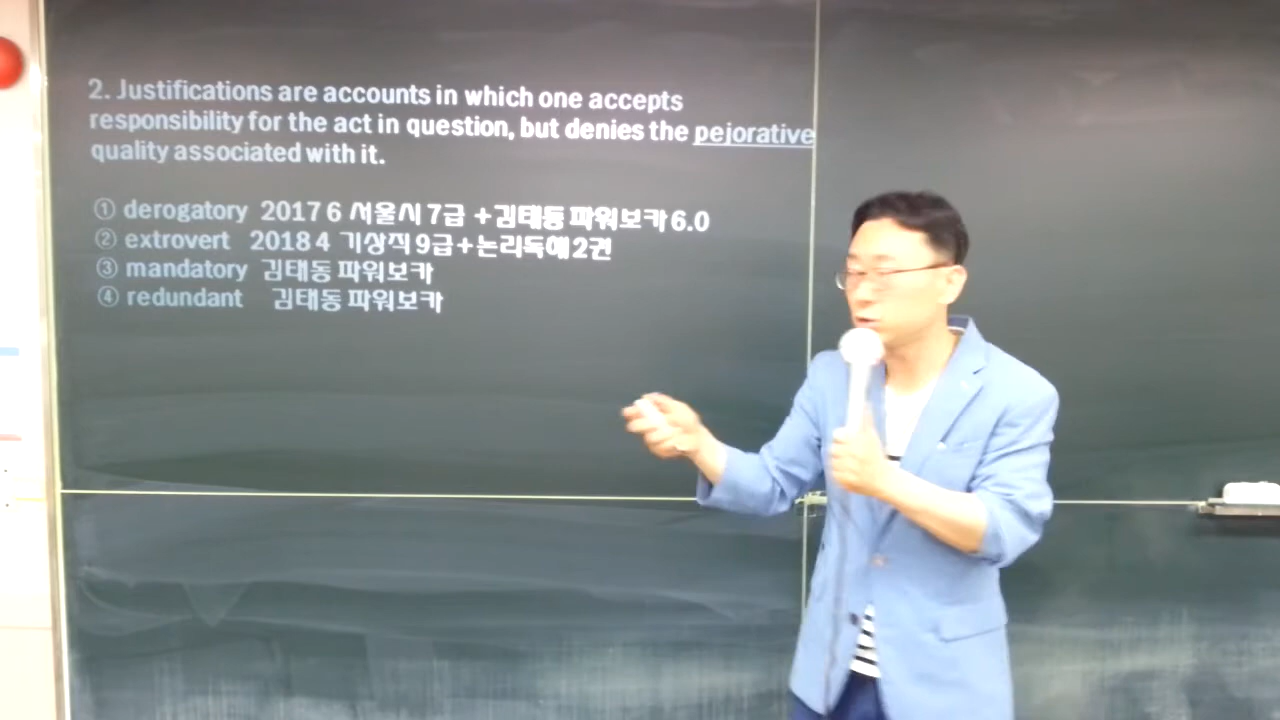 2. Justifications are accounts in which one accepts
responsibility for the act in question, but denies the pejorative
quality associated with it.
① derogatory 2017 6 서울시 7급 +김태동 파워보카 6.0
② extrovert 2018 4 기상직 9급+논리독해 2권
③ mandatory 김태동 파워보카
④ redundant 김태동 파워보카